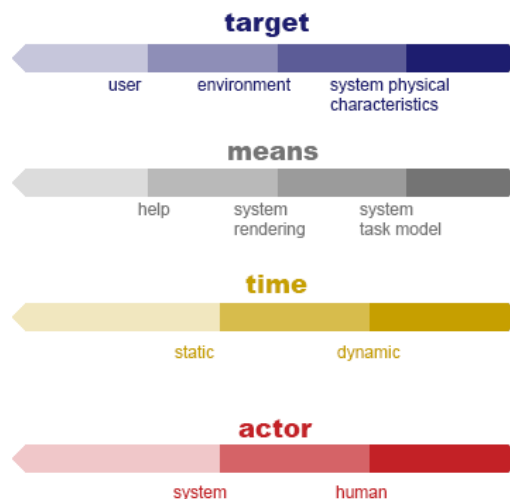 target
user environment system physical
characteristics
means
help system system
rendering task model
time
static dynamic
actor
system human